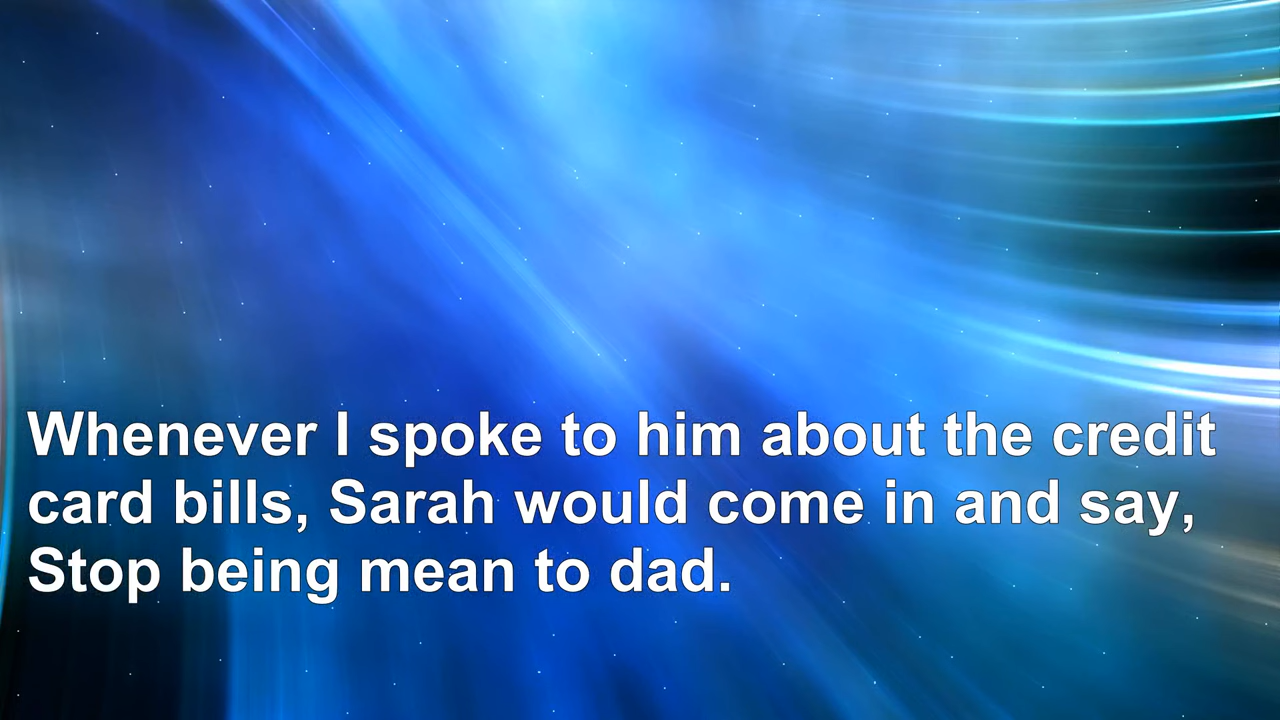 Whenever I spoke to him about the credit
card bills, Sarah would come in and say,
Stop being mean to dad.